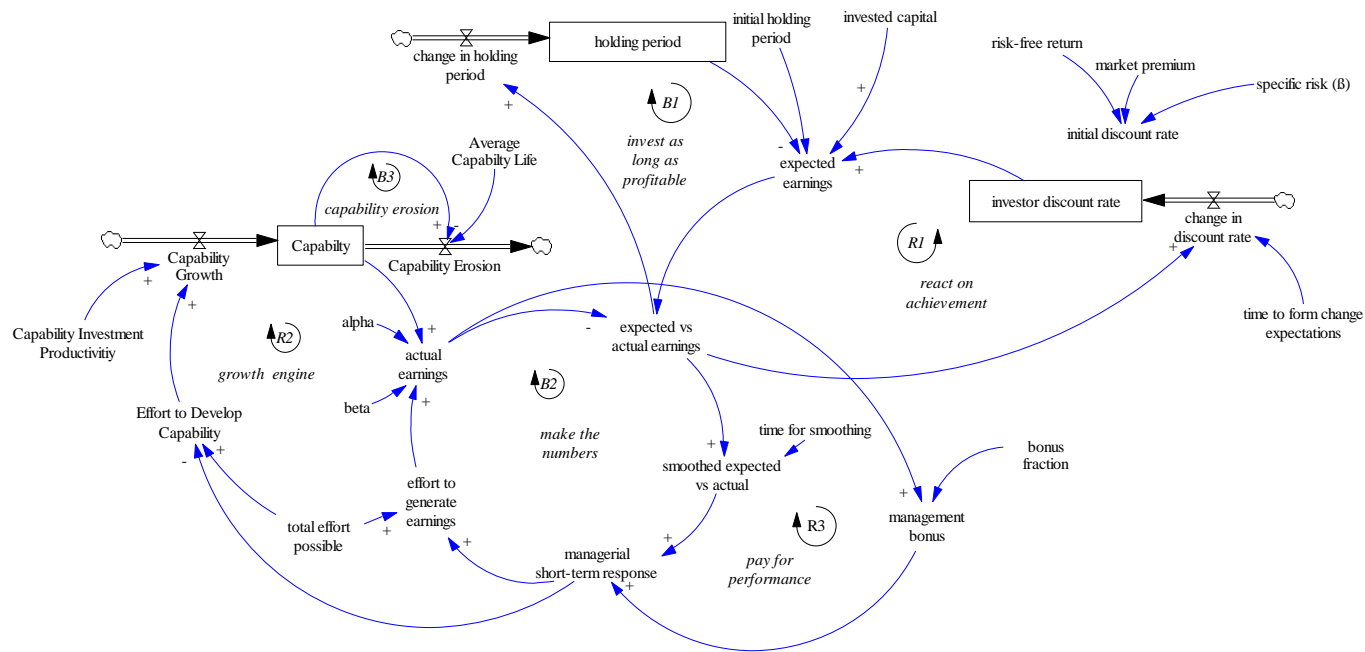 holding period
initial holding
period
invested capital
change in holding
period
risk-free return
market premium
specific risk (ß)
initial discount rate
B1
invest as
long as
profitable
+
+
-
expected
earnings
+
Average
Capabilty Life
B3
capability erosion
+
-
investor discount rate
change in
discount rate
+
R1
react on
achievement
Capabilty
Capability Erosion
Capability
Growth
+
+
Capability Investment
Productivitiy
time to form change
expectations
R2
growth engine
alpha
+
actual
earnings
-
expected vs
actual earnings
beta
+
B2
make the
numbers
Effort to Develop
Capability
+
-
time for smoothing
+
smoothed expected
vs actual
bonus
fraction
effort to
generate
earnings
total effort
possible
+
+
+
management
bonus
+
R3
pay for
performance
managerial
short-term response
+